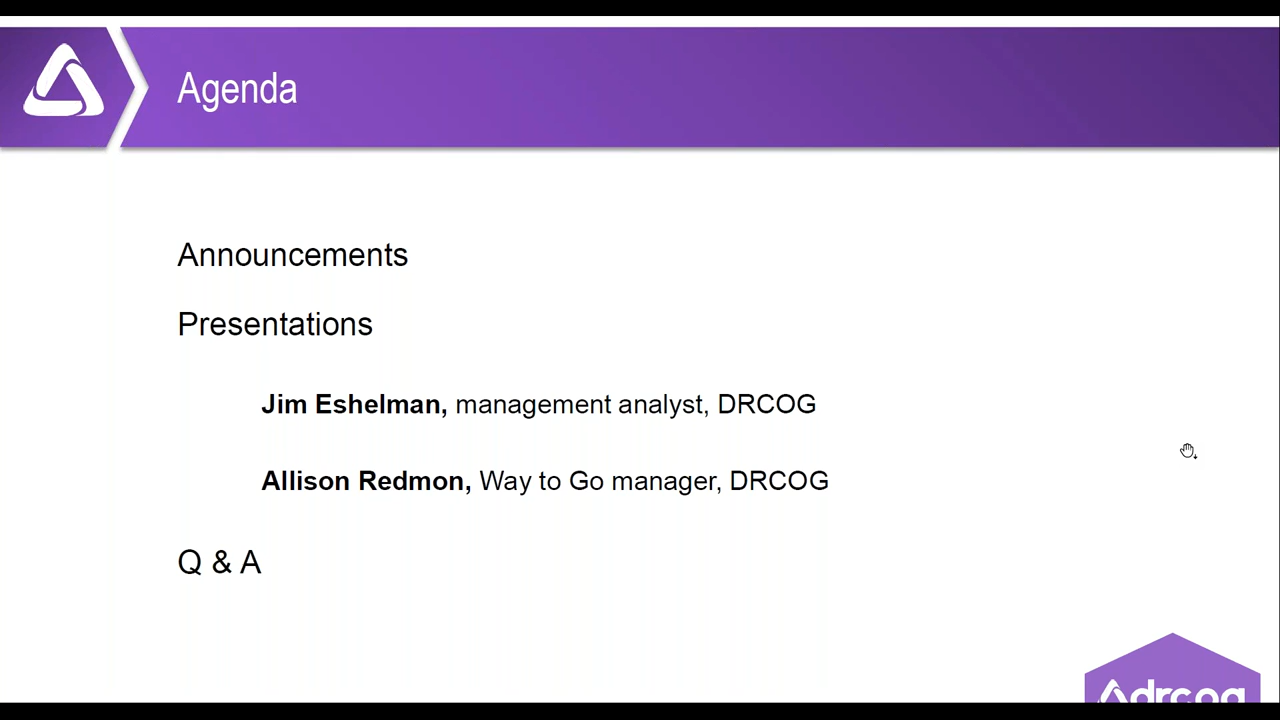 Agenda
Announcements
Presentations
Jim Eshelman, management analyst, DRCOG
Allison Redmon, Way to Go manager, DRCOG
Q & A
drcog